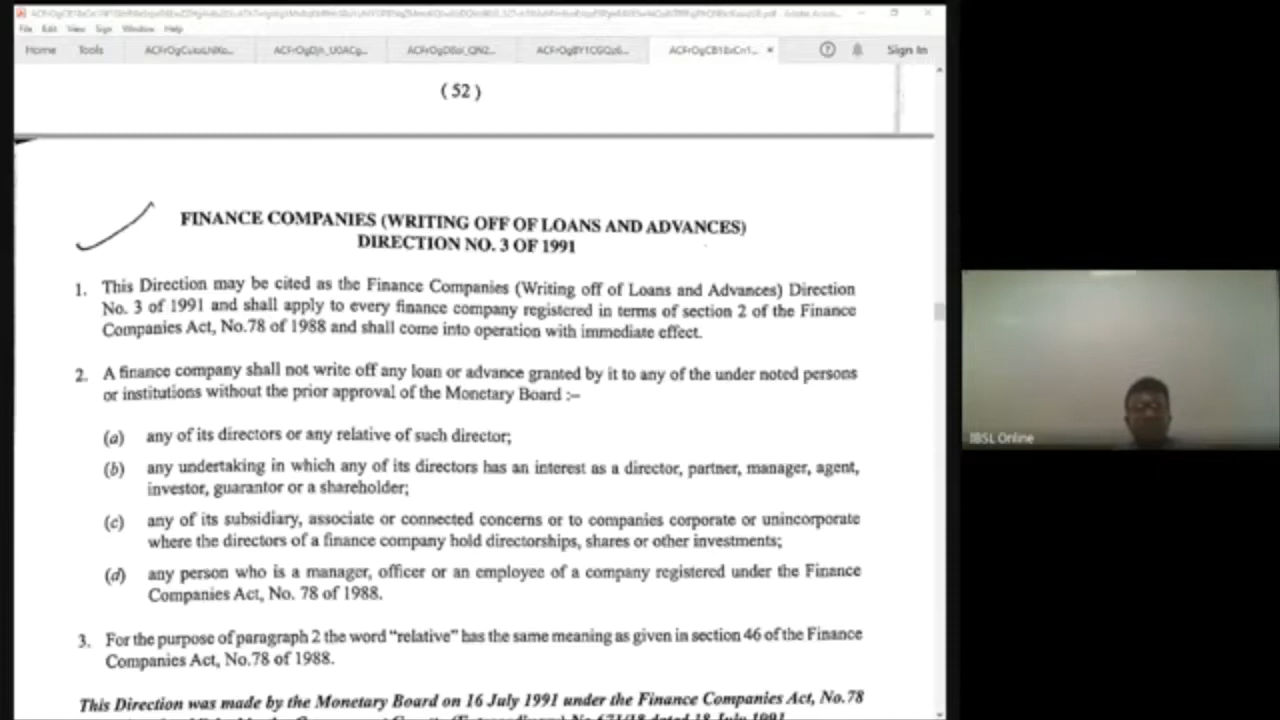 File Edit View Sign Window Help
Home Tools Sign In
( 52 )
FINANCE COMPANIES (WRITING OFF OF LOANS AND ADVANCES)
DIRECTION NO. 3 OF 1991
1. This Direction may be cited as the Finance Companies (Writing off of Loans and Advances) Direction
No. 3 of 1991 and shall apply to every finance company registered in terms of section 2 of the Finance
Companies Act, No.78 of 1988 and shall come into operation with immediate effect.
2. A finance company shall not write off any loan or advance granted by it to any of the under noted persons
or institutions without the prior approval of the Monetary Board :–
(a) any of its directors or any relative of such director;
(b) any undertaking in which any of its directors has an interest as a director, partner, manager, agent,
investor, guarantor or a shareholder;
(c) any of its subsidiary, associate or connected concerns or to companies corporate or unincorporate
where the directors of a finance company hold directorships, shares or other investments;
(d) any person who is a manager, officer or an employee of a company registered under the Finance
Companies Act, No. 78 of 1988.
3. For the purpose of paragraph 2 the word “relative” has the same meaning as given in section 46 of the Finance
Companies Act, No.78 of 1988.
This Direction was made by the Monetary Board on 16 July 1991 under the Finance Companies Act, No.78
IBSL Online